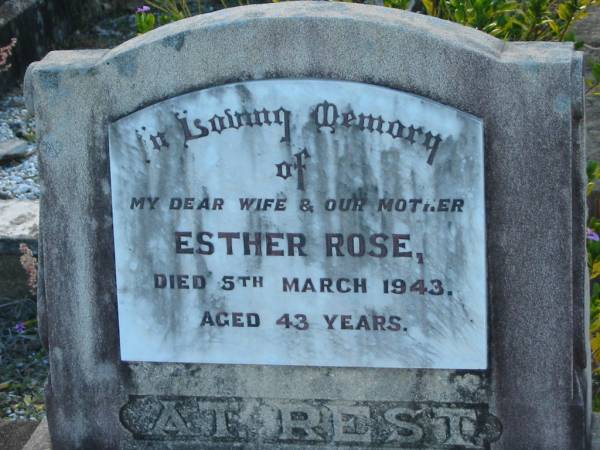 In Loving Memory
of
MY DEAR WIFE & OUR MOTHER
ESTHER ROSE,
DIED 5TH MARCH 1943.
AGED 43 YEARS.
AT REST